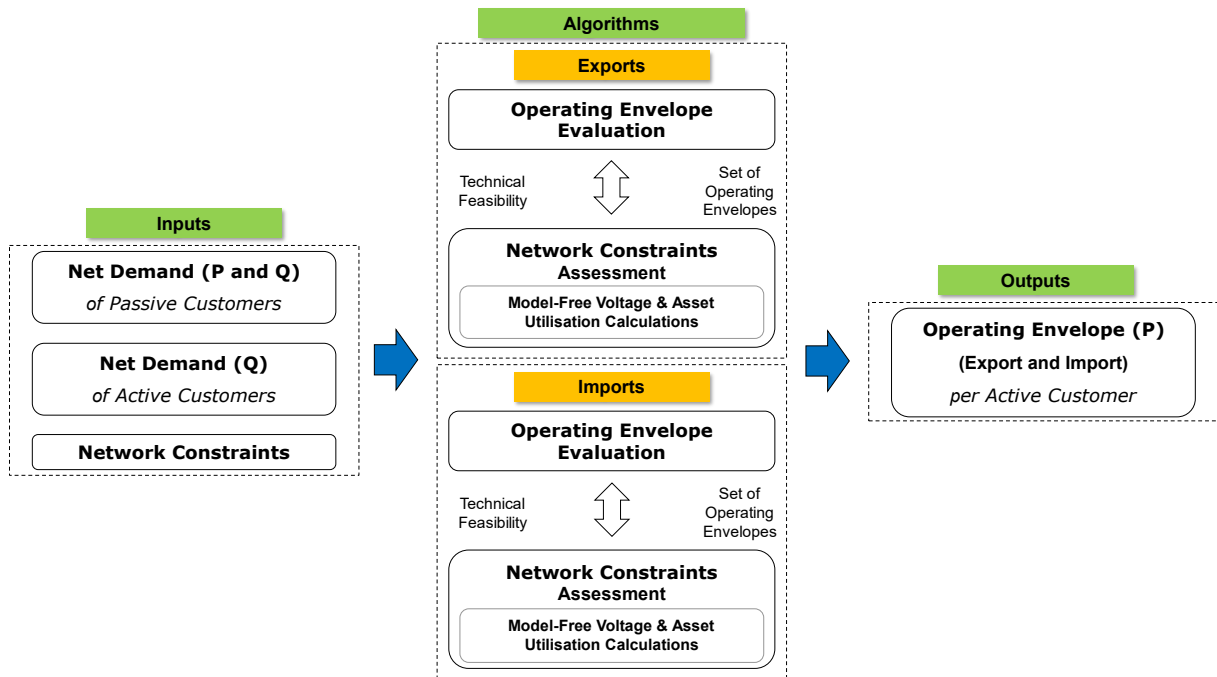 Inputs
Net Demand (P and Q)
of Passive Customers
Net Demand (Q)
of Active Customers
Network Constraints
Algorithms
Exports
Operating Envelope
Evaluation
Technical
Feasibility
Set of
Operating
Envelopes
Network Constraints
Assessment
Model-Free Voltage & Asset
Utilisation Calculations
Imports
Operating Envelope
Evaluation
Technical
Feasibility
Set of
Operating
Envelopes
Network Constraints
Assessment
Model-Free Voltage & Asset
Utilisation Calculations
Outputs
Operating Envelope (P)
(Export and Import)
per Active Customer